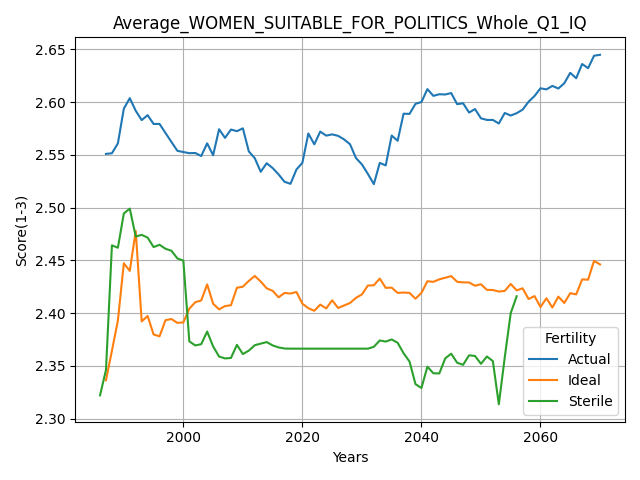 Average_WOMEN_SUITABLE_FOR_POLITICS_Whole_Q1_IQ
2.65
2.60
2.55
2.50
2.45
2.40
2.35
2.30
Score(1-3)
2000
2020
2040
2060
Years
Fertility
Actual
Ideal
Sterile